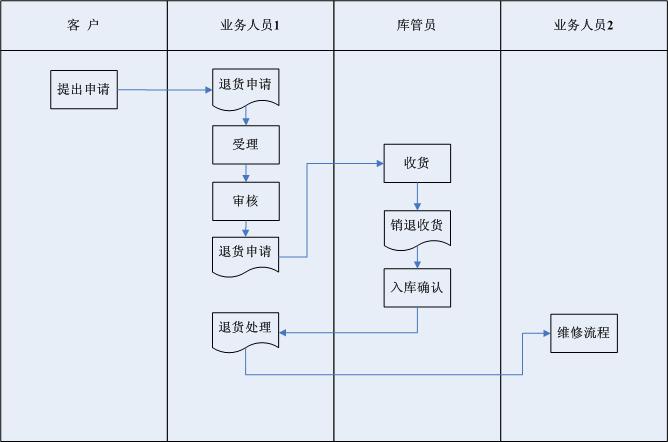 客 户
业务人员1
库管员
业务人员2
提出申请
退货申请
受理
审核
退货申请
收货
销退收货
入库确认
退货处理
维修流程